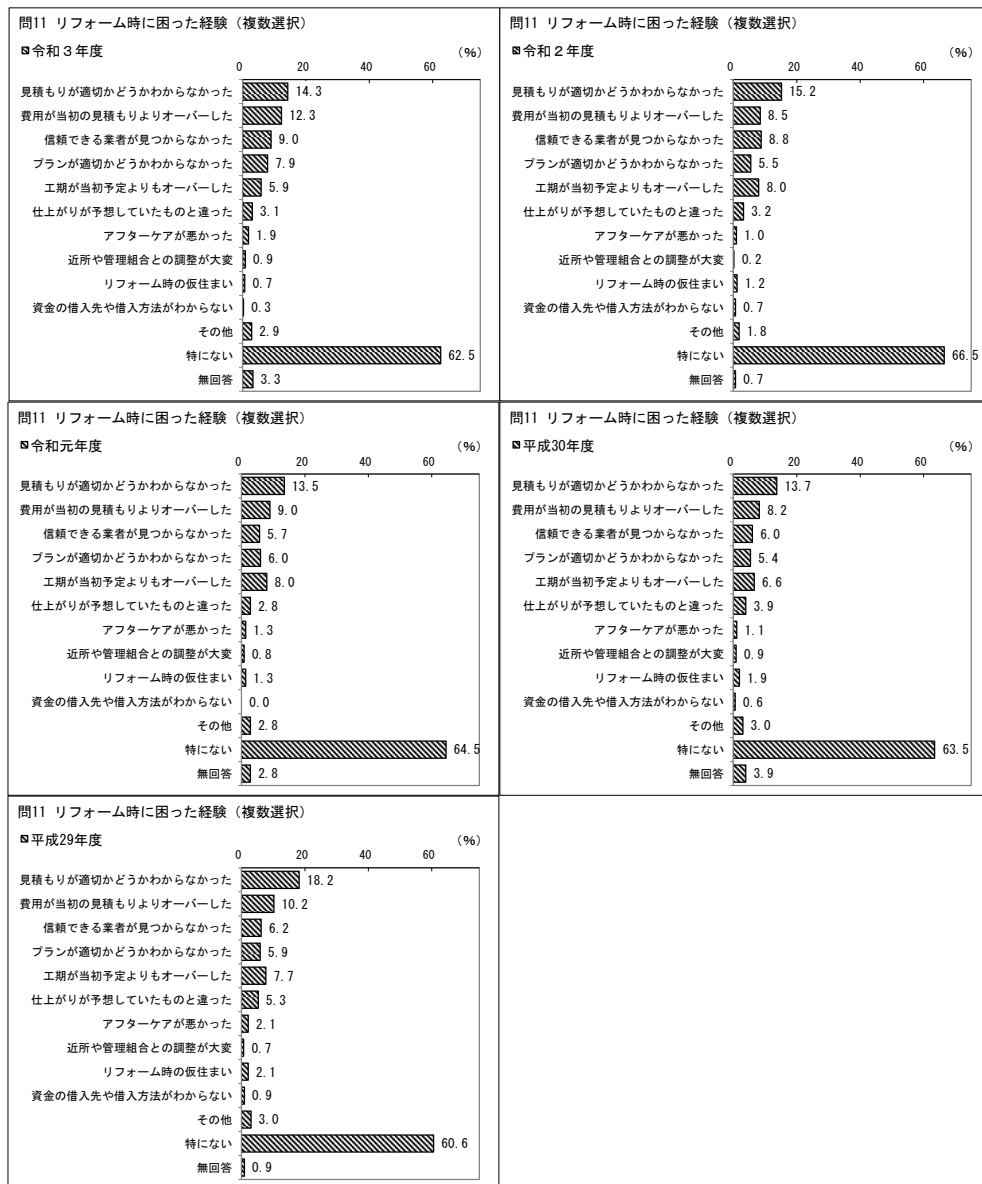 問11 リフォーム時に困った経験（複数選択）
令和３年度 (%)
0 20 40 60
見積もりが適切かどうかわからなかった 14.3
費用が当初の見積もりよりオーバーした 12.3
信頼できる業者が見つからなかった 9.0
プランが適切かどうかわからなかった 7.9
工期が当初予定よりもオーバーした 5.9
仕上がりが予想していたものと違った 3.1
アフターケアが悪かった 1.9
近所や管理組合との調整が大変 0.9
リフォーム時の仮住まい 0.7
資金の借入先や借入方法がわからない 0.3
その他 2.9
特にない 62.5
無回答 3.3
問11 リフォーム時に困った経験（複数選択）
令和２年度 (%)
0 20 40 60
見積もりが適切かどうかわからなかった 15.2
費用が当初の見積もりよりオーバーした 8.5
信頼できる業者が見つからなかった 8.8
プランが適切かどうかわからなかった 5.5
工期が当初予定よりもオーバーした 8.0
仕上がりが予想していたものと違った 3.2
アフターケアが悪かった 1.0
近所や管理組合との調整が大変 0.2
リフォーム時の仮住まい 1.2
資金の借入先や借入方法がわからない 0.7
その他 1.8
特にない 66.5
無回答 0.7
問11 リフォーム時に困った経験（複数選択）
令和元年度 (%)
0 20 40 60
見積もりが適切かどうかわからなかった 13.5
費用が当初の見積もりよりオーバーした 9.0
信頼できる業者が見つからなかった 5.7
プランが適切かどうかわからなかった 6.0
工期が当初予定よりもオーバーした 8.0
仕上がりが予想していたものと違った 2.8
アフターケアが悪かった 1.3
近所や管理組合との調整が大変 0.8
リフォーム時の仮住まい 1.3
資金の借入先や借入方法がわからない 0.0
その他 2.8
特にない 64.5
無回答 2.8
問11 リフォーム時に困った経験（複数選択）
平成30年度 (%)
0 20 40 60
見積もりが適切かどうかわからなかった 13.7
費用が当初の見積もりよりオーバーした 8.2
信頼できる業者が見つからなかった 6.0
プランが適切かどうかわからなかった 5.4
工期が当初予定よりもオーバーした 6.6
仕上がりが予想していたものと違った 3.9
アフターケアが悪かった 1.1
近所や管理組合との調整が大変 0.9
リフォーム時の仮住まい 1.9
資金の借入先や借入方法がわからない 0.6
その他 3.0
特にない 63.5
無回答 3.9
問11 リフォーム時に困った経験（複数選択）
平成29年度 (%)
0 20 40 60
見積もりが適切かどうかわからなかった 18.2
費用が当初の見積もりよりオーバーした 10.2
信頼できる業者が見つからなかった 6.2
プランが適切かどうかわからなかった 5.9
工期が当初予定よりもオーバーした 7.7
仕上がりが予想していたものと違った 5.3
アフターケアが悪かった 2.1
近所や管理組合との調整が大変 0.7
リフォーム時の仮住まい 2.1
資金の借入先や借入方法がわからない 0.9
その他 3.0
特にない 60.6
無回答 0.9